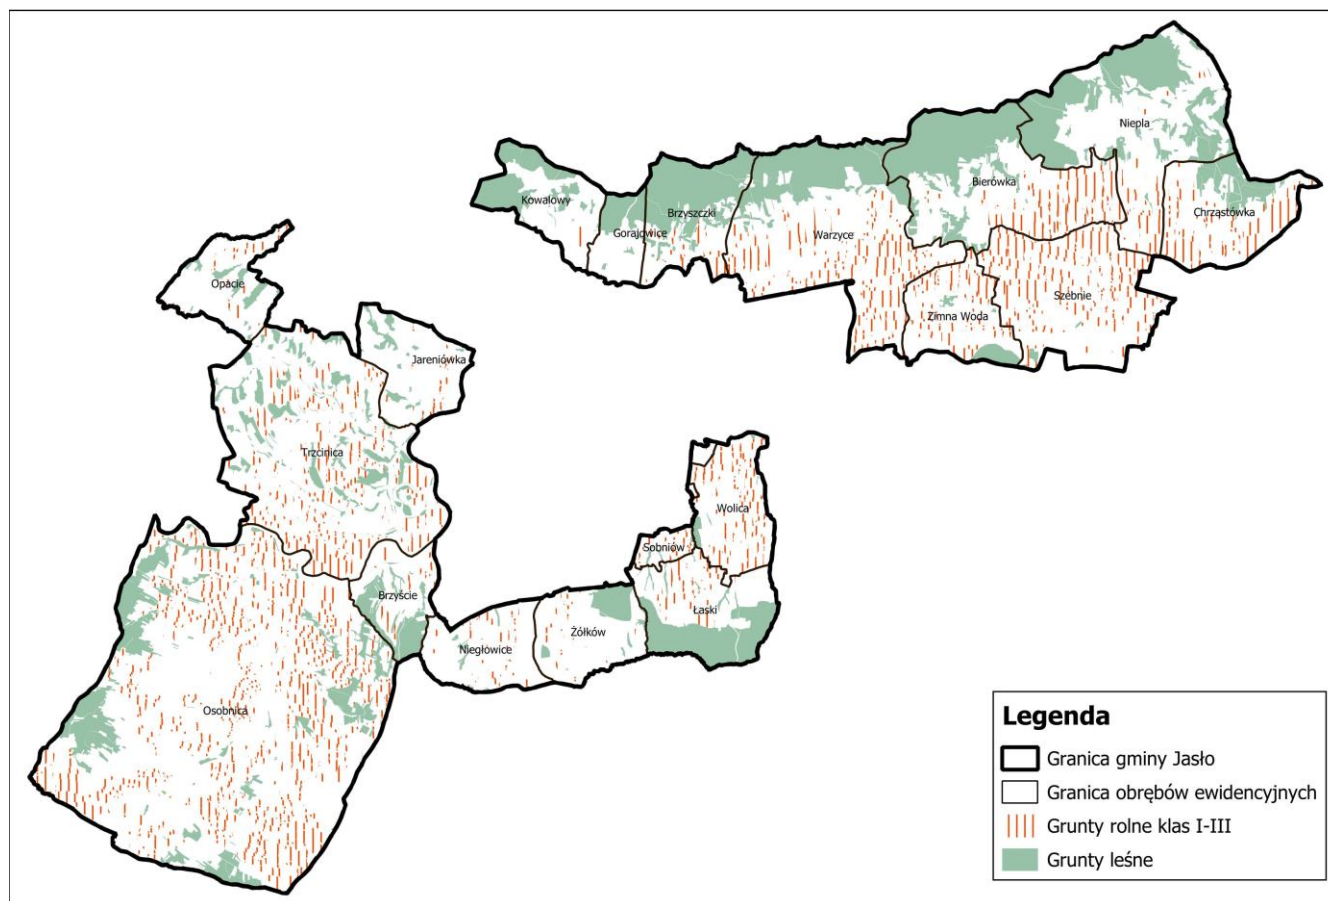 Niepla
Bierówka
Kowalowy
Brzyszczki
Chrząstówka
Gorajowice
Warzyce
Opacie
Szebnie
Zimna Woda
Jareniówka
Trzcinica
Wolica
Sobniów
Brzyście
Łaski
Żółków
Niegłowice
Osobnica
Legenda
Granica gminy Jasło
Granica obrębów ewidencyjnych
Grunty rolne klas I-III
Grunty leśne